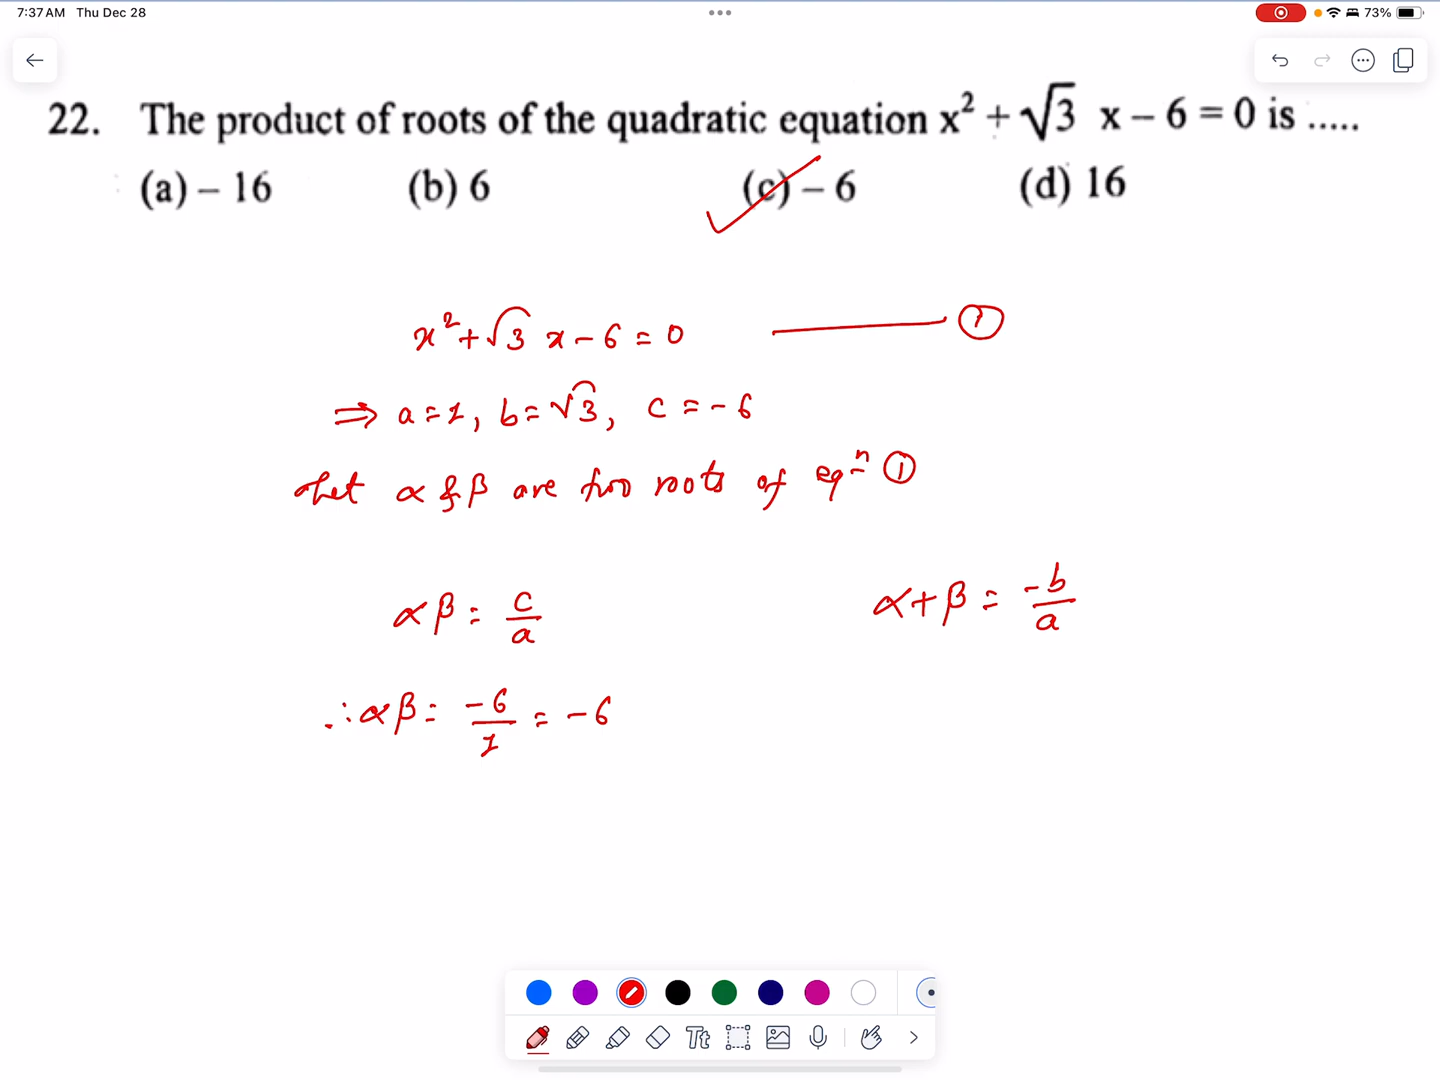 7:37 AM Thu Dec 28
73%
22. The product of roots of the quadratic equation x² + √3 x – 6 = 0 is .....
(a) – 16 (b) 6 (c) – 6 (d) 16
x² + √3 x – 6 = 0 ——— ①
⇒ a = 1, b = √3, c = – 6
Let α & β are two roots of eqⁿ ①
αβ = c/a α + β = -b/a
∴ αβ = -6/1 = – 6
Tt